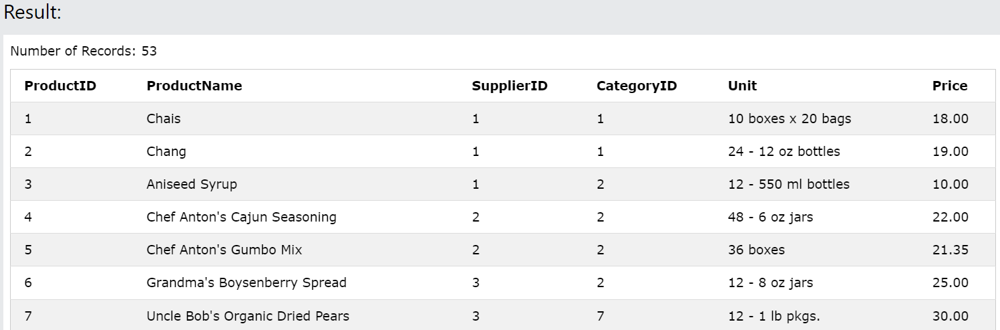 Result:
Number of Records: 53
ProductID ProductName SupplierID CategoryID Unit Price
1 Chais 1 1 10 boxes x 20 bags 18.00
2 Chang 1 1 24 - 12 oz bottles 19.00
3 Aniseed Syrup 1 2 12 - 550 ml bottles 10.00
4 Chef Anton's Cajun Seasoning 2 2 48 - 6 oz jars 22.00
5 Chef Anton's Gumbo Mix 2 2 36 boxes 21.35
6 Grandma's Boysenberry Spread 3 2 12 - 8 oz jars 25.00
7 Uncle Bob's Organic Dried Pears 3 7 12 - 1 lb pkgs. 30.00